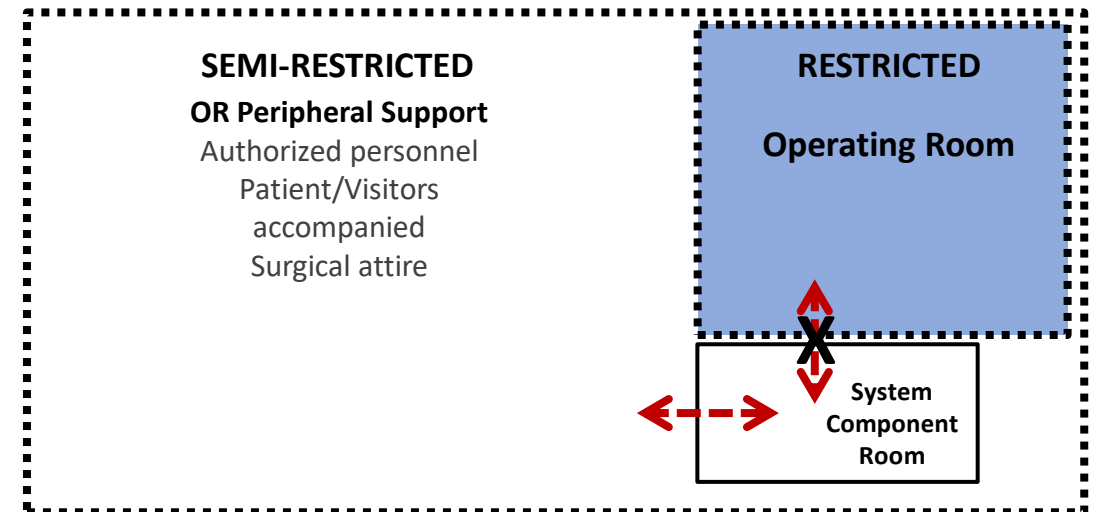 SEMI-RESTRICTED
OR Peripheral Support
Authorized personnel
Patient/Visitors
accompanied
Surgical attire
RESTRICTED
Operating Room
X
System
Component
Room